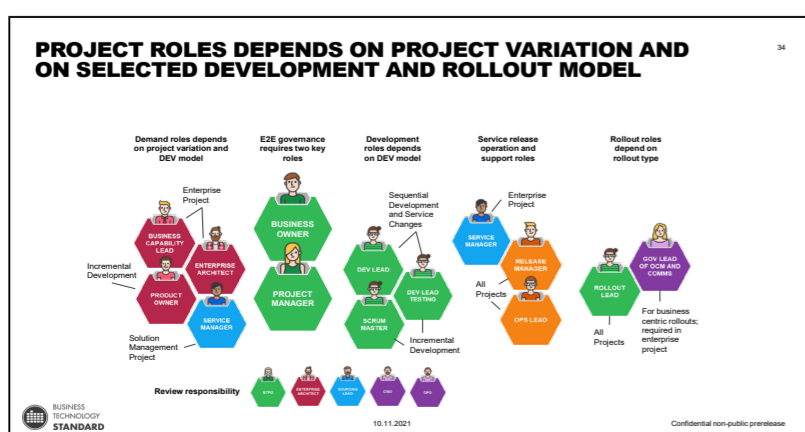 PROJECT ROLES DEPENDS ON PROJECT VARIATION AND
ON SELECTED DEVELOPMENT AND ROLLOUT MODEL
34
Demand roles depends
on project variation and
DEV model
E2E governance
requires two key
roles
Development
roles depends
on DEV model
Service release
operation and
support roles
Rollout roles
depend on
rollout type
Enterprise
Project
BUSINESS
CAPABILITY
LEAD
ENTERPRISE
ARCHITECT
Incremental
Development
PRODUCT
OWNER
SERVICE
MANAGER
Solution
Management
Project
BUSINESS
OWNER
PROJECT
MANAGER
Sequential
Development
and Service
Changes
DEV LEAD
DEV LEAD
TESTING
SCRUM
MASTER
Incremental
Development
Enterprise
Project
SERVICE
MANAGER
RELEASE
MANAGER
All
Projects
OPS LEAD
ROLLOUT
LEAD
All
Projects
GOV LEAD
OF OCM AND
COMMS
For business
centric rollouts;
required in
enterprise
project
Review responsibility
ENTERPRISE
ARCHITECT
SOURCING
LEAD
BUSINESS
TECHNOLOGY
STANDARD
10.11.2021
Confidential non-public prerelease